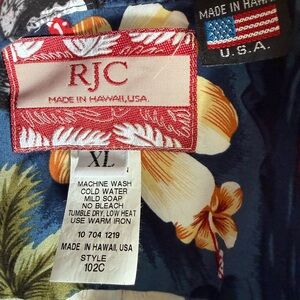 RJC
MADE IN HAWAII, USA.
MADE IN HAWAII
U.S.A.
XL
MACHINE WASH
COLD WATER
MILD SOAP
NO BLEACH
TUMBLE DRY, LOW HEAT
USE WARM IRON
10 704 1219
MADE IN HAWAII, USA
STYLE
102C